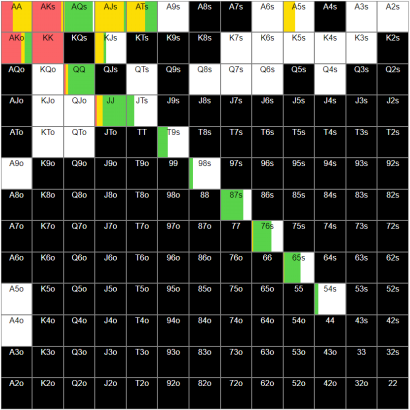 AA AKs AQs AJs ATs A9s A8s A7s A6s A5s A4s A3s A2s
AKo KK KQs KJs KTs K9s K8s K7s K6s K5s K4s K3s K2s
AQo KQo QQ QJs QTs Q9s Q8s Q7s Q6s Q5s Q4s Q3s Q2s
AJo KJo QJo JJ JTs J9s J8s J7s J6s J5s J4s J3s J2s
ATo KTo QTo JTo TT T9s T8s T7s T6s T5s T4s T3s T2s
A9o K9o Q9o J9o T9o 99 98s 97s 96s 95s 94s 93s 92s
A8o K8o Q8o J8o T8o 98o 88 87s 86s 85s 84s 83s 82s
A7o K7o Q7o J7o T7o 97o 87o 77 76s 75s 74s 73s 72s
A6o K6o Q6o J6o T6o 96o 86o 76o 66 65s 64s 63s 62s
A5o K5o Q5o J5o T5o 95o 85o 75o 65o 55 54s 53s 52s
A4o K4o Q4o J4o T4o 94o 84o 74o 64o 54o 44 43s 42s
A3o K3o Q3o J3o T3o 93o 83o 73o 63o 53o 43o 33 32s
A2o K2o Q2o J2o T2o 92o 82o 72o 62o 52o 42o 32o 22